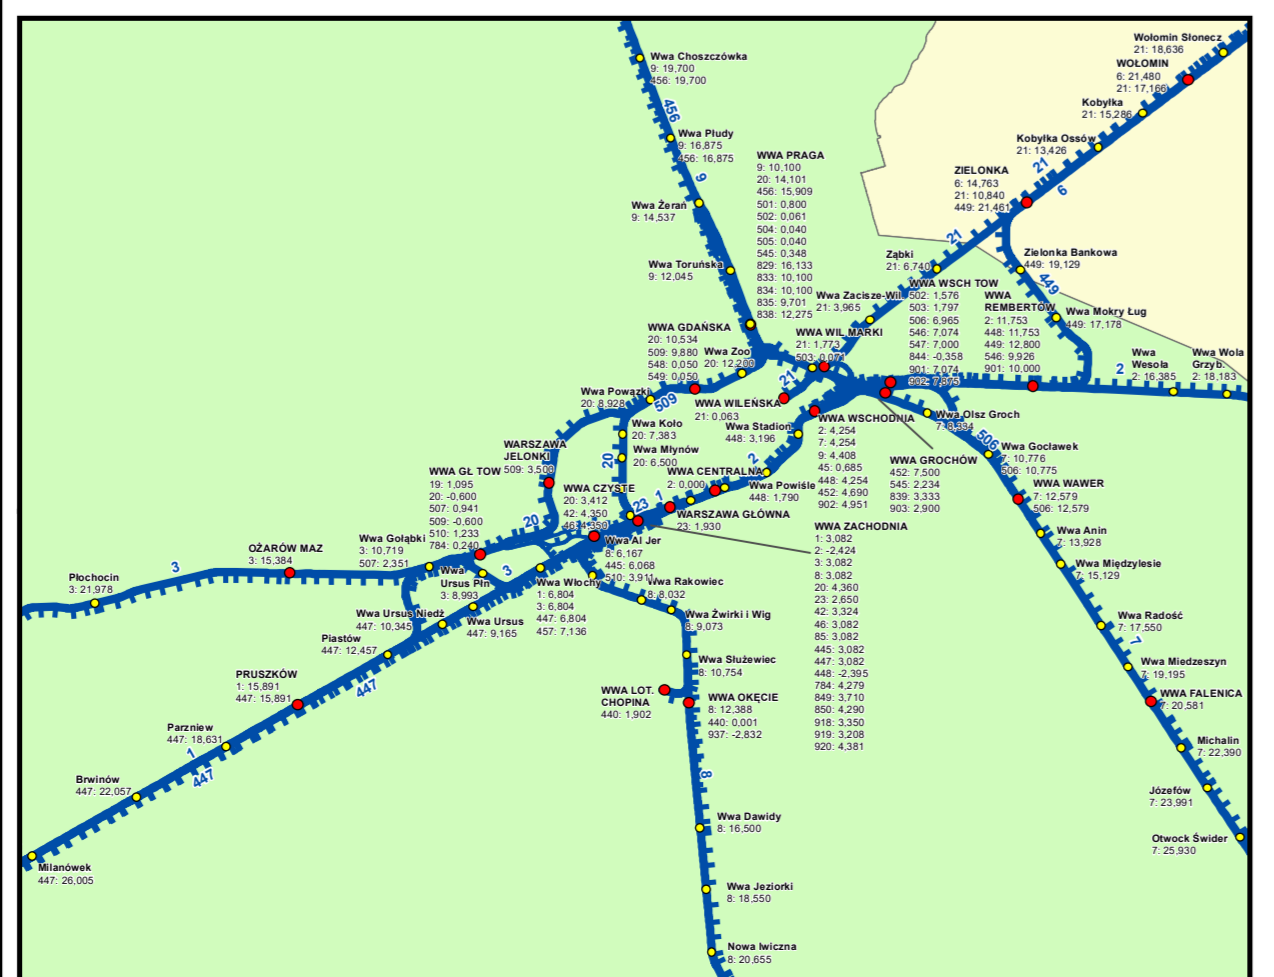 Wołomin Słonecz
21: 18,636
WOŁOMIN
6: 21,480
21: 17,166
Kobyłka
21: 15,286
Kobyłka Ossów
21: 13,426
21
6
ZIELONKA
6: 14,763
21: 10,840
449: 21,461
21
Wwa Choszczówka
9: 19,700
456: 19,700
456
Wwa Płudy
9: 16,875
456: 16,875
9
Wwa Żerań
9: 14,537
Wwa Toruńska
9: 12,045
WWA PRAGA
9: 10,100
20: 14,101
456: 15,909
501: 0,800
502: 0,061
504: 0,040
505: 0,040
545: 0,348
829: 16,133
833: 10,100
834: 10,100
835: 9,701
838: 12,275
Ząbki
21: 6,740
Zielonka Bankowa
449: 19,129
449
Wwa Mokry Ług
449: 17,178
Wwa Zacisze-Wil
21: 3,965
WWA WSCH TOW
502: 1,576
503: 1,797
506: 6,965
546: 7,074
547: 7,000
844: -0,358
901: 7,074
902: 7,875
WWA
REMBERTÓW
2: 11,753
448: 11,753
449: 12,800
546: 9,926
901: 10,000
2
Wwa
Wesoła
2: 16,385
Wwa Wola
Grzyb.
2: 18,183
WWA GDAŃSKA
20: 10,534
509: 9,880
548: 0,050
549: 0,050
Wwa Zoo
20: 12,200
WWA WIL MARKI
21: 1,773
503: 0,071
21
WWA WILEŃSKA
21: 0,063
Wwa Powązki
20: 8,928
509
Wwa Koło
20: 7,383
Wwa Młynów
20: 6,500
20
Wwa Stadion
448: 3,196
2
WWA WSCHODNIA
2: 4,254
7: 4,254
9: 4,408
45: 0,685
448: 4,254
452: 4,690
902: 4,951
Wwa Olsz Groch
7: 8,334
506
Wwa Gocławek
7: 10,776
506: 10,775
WWA GROCHÓW
452: 7,500
545: 2,234
839: 3,333
903: 2,900
WWA WAWER
7: 12,579
506: 12,579
Wwa Anin
7: 13,928
Wwa Międzylesie
7: 15,129
Wwa Radość
7: 17,550
7
Wwa Miedzeszyn
7: 19,195
WWA FALENICA
7: 20,581
Michalin
7: 22,390
Józefów
7: 23,991
Otwock Świder
7: 25,930
WARSZAWA
JELONKI
509: 3,508
WWA GŁ TOW
19: 1,095
20: -0,600
507: 0,941
509: -0,600
510: 1,233
784: 0,240
20
WWA CZYSTE
20: 3,412
42: 4,350
46: 4,350
WWA CENTRALNA
2: 0,000
Wwa Powiśle
448: 1,790
23
1
WARSZAWA GŁÓWNA
23: 1,930
WWA ZACHODNIA
1: 3,082
2: -2,424
3: 3,082
8: 3,082
20: 4,360
23: 2,650
42: 3,324
46: 3,082
85: 3,082
445: 3,082
447: 3,082
448: -2,395
784: 4,279
849: 3,710
850: 4,290
918: 3,350
919: 3,208
920: 4,381
Wwa Al Jer
8: 6,167
445: 6,068
510: 3,911
Wwa Rakowiec
8: 8,032
Wwa Żwirki i Wig
8: 9,073
Wwa Służewiec
8: 10,754
WWA LOT.
CHOPINA
440: 1,902
WWA OKĘCIE
8: 12,388
440: 0,001
937: -2,832
8
Wwa Dawidy
8: 16,500
Wwa Jeziorki
8: 18,550
Nowa Iwiczna
8: 20,655
Wwa Gołąbki
3: 10,719
507: 2,351
OŻARÓW MAZ
3: 15,384
3
Płochocin
3: 21,978
Wwa
Ursus Płn
3: 8,993
3
Wwa Włochy
1: 6,804
3: 6,804
447: 6,804
457: 7,136
Wwa Ursus
447: 9,165
Wwa Ursus Niedź
447: 10,345
Piastów
447: 12,457
447
PRUSZKÓW
1: 15,891
447: 15,891
Parzniew
447: 18,631
1
447
Brwinów
447: 22,057
Milanówek
447: 26,005